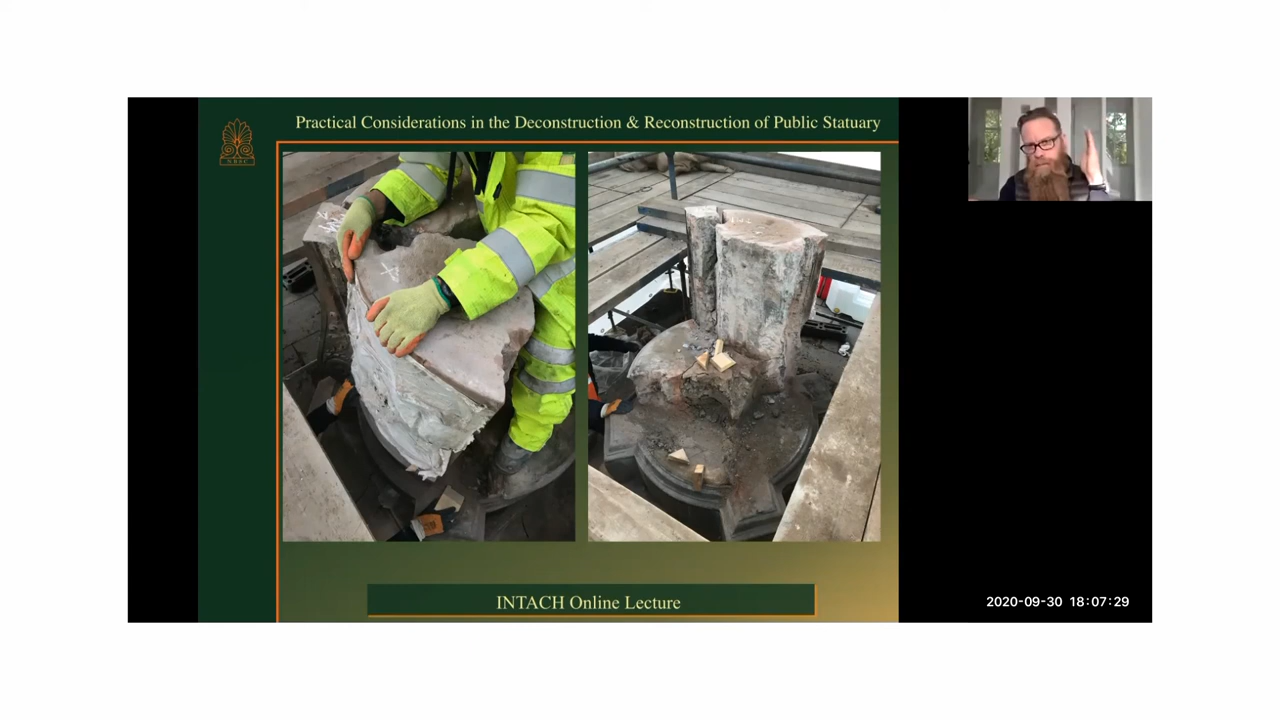 Practical Considerations in the Deconstruction & Reconstruction of Public Statuary
N B S C
INTACH Online Lecture
2020-09-30 18:07:29